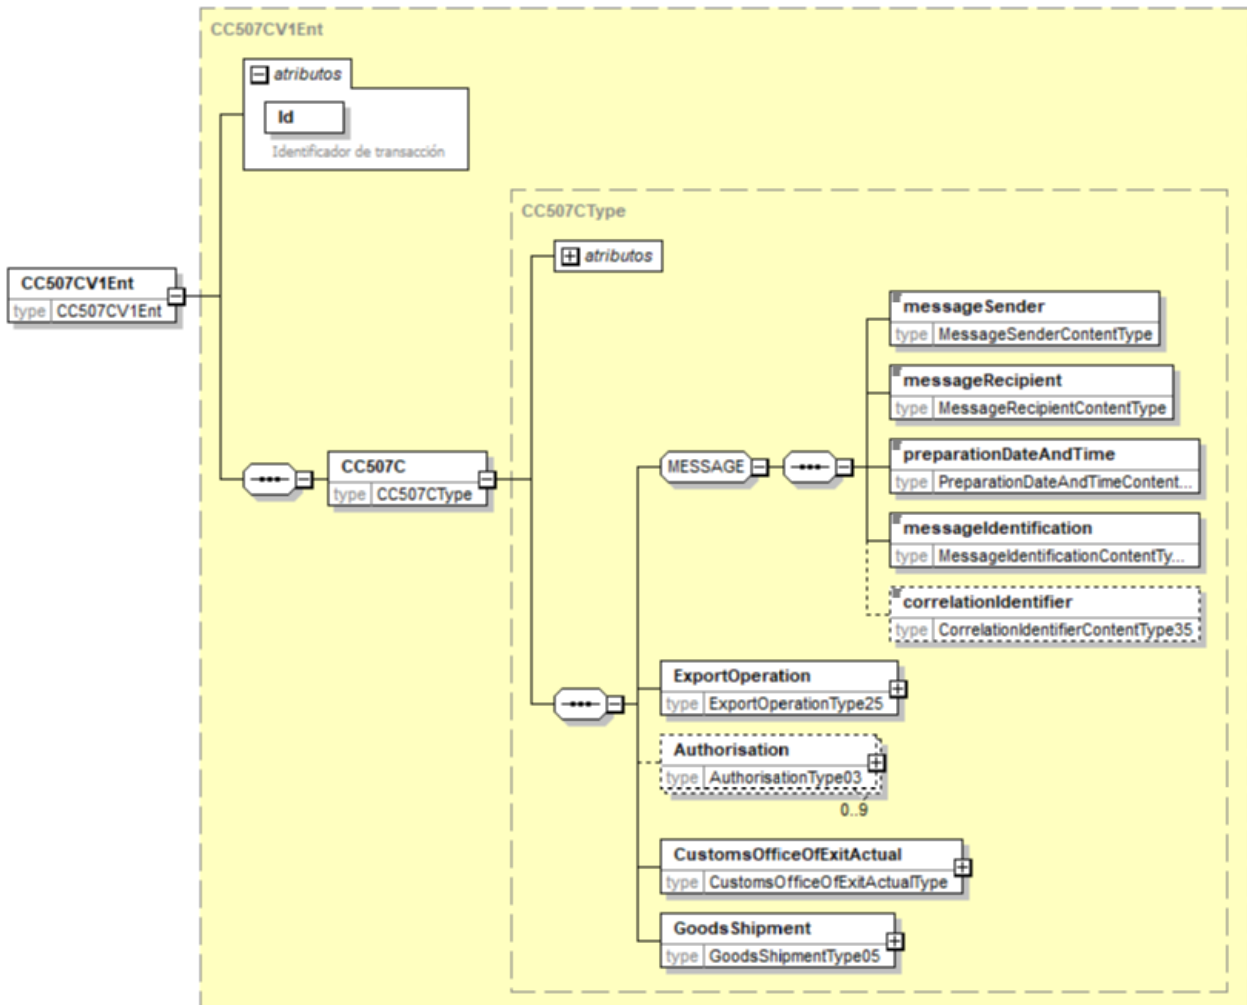 CC507CV1Ent
atributos
Id
Identificador de transacción
CC507CType
atributos
CC507CV1Ent
type CC507CV1Ent
messageSender
type MessageSenderContentType
messageRecipient
type MessageRecipientContentType
CC507C
type CC507CType
MESSAGE
preparationDateAndTime
type PreparationDateAndTimeContent...
messageIdentification
type MessageIdentificationContentTy...
correlationIdentifier
type CorrelationIdentifierContentType35
ExportOperation
type ExportOperationType25
Authorisation
type AuthorisationType03
0..9
CustomsOfficeOfExitActual
type CustomsOfficeOfExitActualType
GoodsShipment
type GoodsShipmentType05